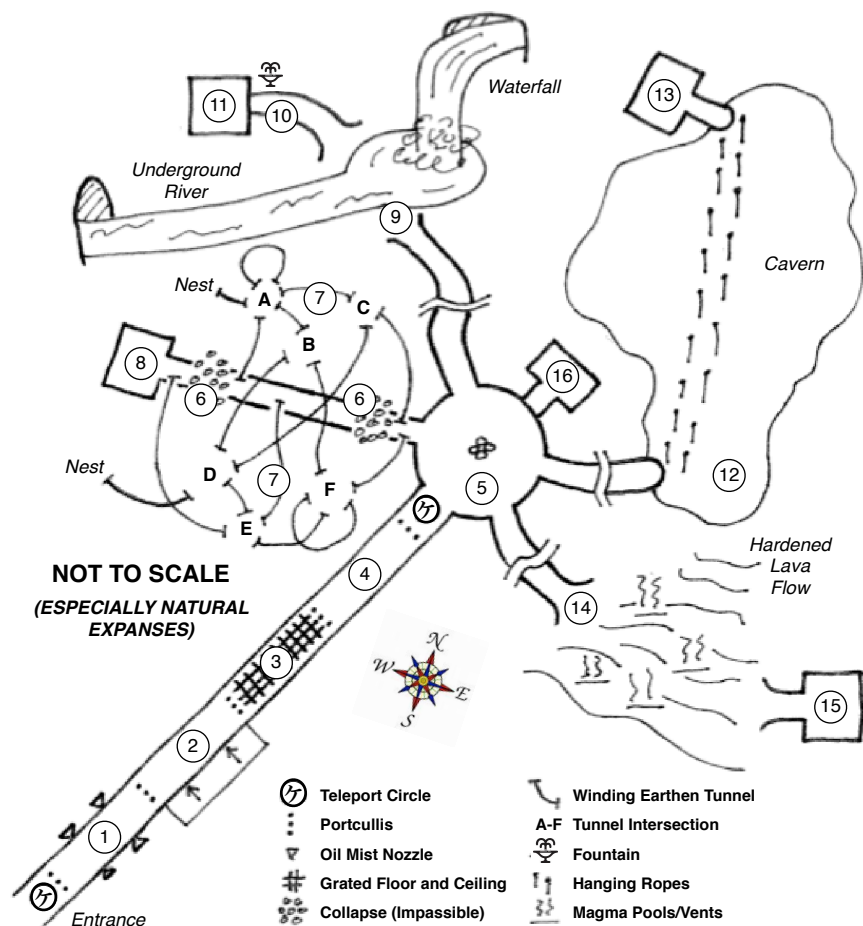 Waterfall
11
10
13
Underground
River
9
Cavern
Nest
A
7
C
B
8
6
6
16
D
Nest
7
F
5
12
E
Hardened
Lava
Flow
NOT TO SCALE
(ESPECIALLY NATURAL
EXPANSES)
4
14
3
N
W
E
S
15
2
1
Entrance
Teleport Circle
Portcullis
Oil Mist Nozzle
Grated Floor and Ceiling
Collapse (Impassible)
Winding Earthen Tunnel
A-F Tunnel Intersection
Fountain
Hanging Ropes
Magma Pools/Vents